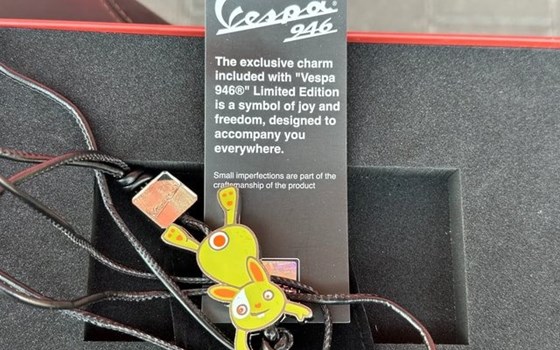 Vespa
946
The exclusive charm
included with "Vespa
946®" Limited Edition
is a symbol of joy and
freedom, designed to
accompany you
everywhere.
Small imperfections are part of the
craftsmanship of the product